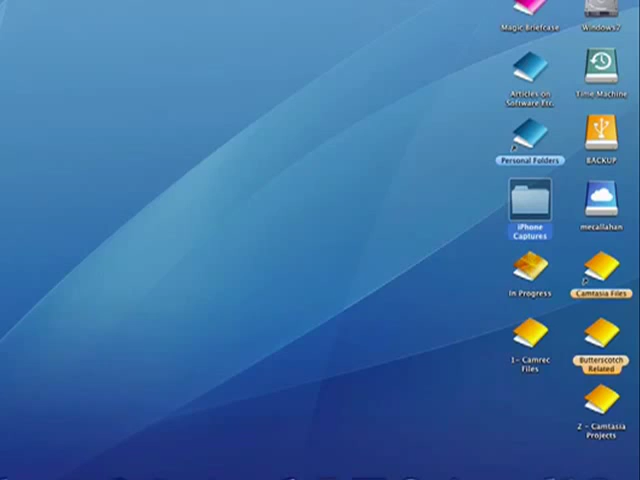 Magic Briefcase
Windows7
Articles on
Software Etc.
Time Machine
Personal Folders
BACKUP
iPhone
Captures
mecallahan
In Progress
Camtasia Files
1- Camrec
Files
Butterscotch
Related
2 - Camtasia
Projects